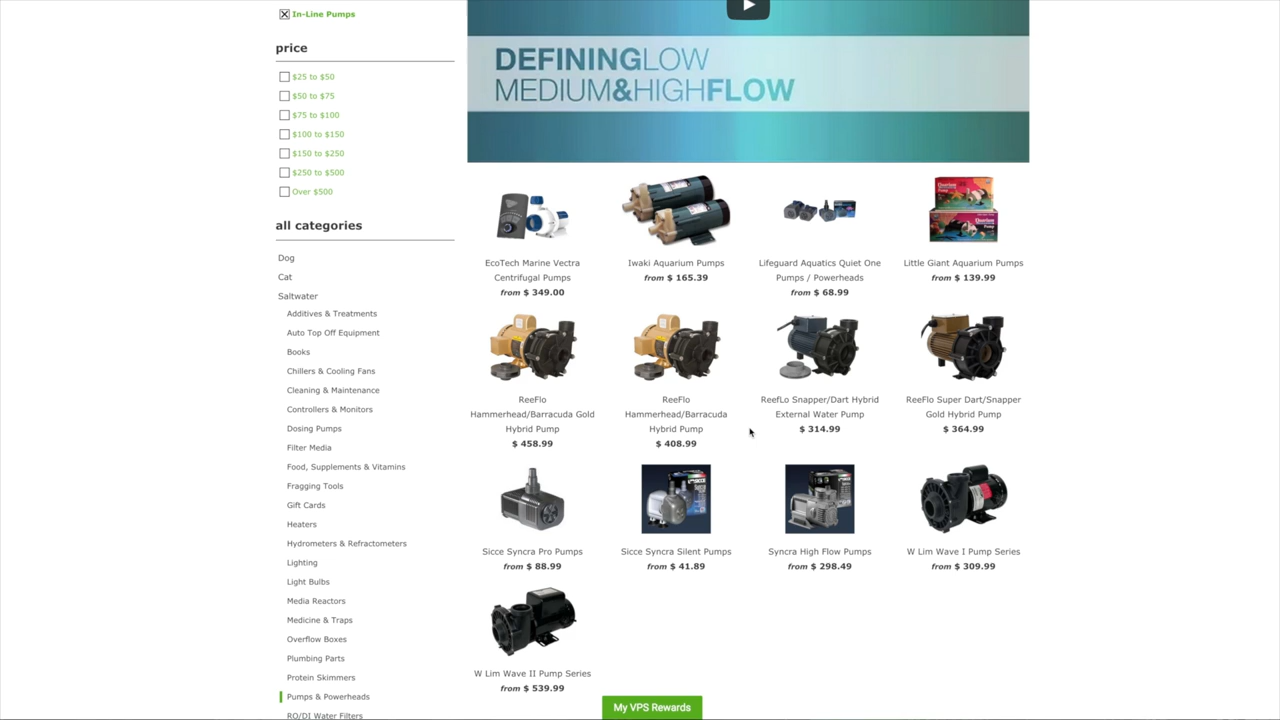 In-Line Pumps
price
$25 to $50
$50 to $75
$75 to $100
$100 to $150
$150 to $250
$250 to $500
Over $500
all categories
Dog
Cat
Saltwater
Additives & Treatments
Auto Top Off Equipment
Books
Chillers & Cooling Fans
Cleaning & Maintenance
Controllers & Monitors
Dosing Pumps
Filter Media
Food, Supplements & Vitamins
Fragging Tools
Gift Cards
Heaters
Hydrometers & Refractometers
Lighting
Light Bulbs
Media Reactors
Medicine & Traps
Overflow Boxes
Plumbing Parts
Protein Skimmers
Pumps & Powerheads
RO/DI Water Filters
DEFININGLOW
MEDIUM&HIGHFLOW
EcoTech Marine Vectra
Centrifugal Pumps
from $ 349.00
Iwaki Aquarium Pumps
from $ 165.39
Lifeguard Aquatics Quiet One
Pumps / Powerheads
from $ 68.99
Little Giant Aquarium Pumps
from $ 139.99
ReeFlo
Hammerhead/Barracuda Gold
Hybrid Pump
$ 458.99
ReeFlo
Hammerhead/Barracuda
Hybrid Pump
$ 408.99
ReefLo Snapper/Dart Hybrid
External Water Pump
$ 314.99
ReeFlo Super Dart/Snapper
Gold Hybrid Pump
$ 364.99
Sicce Syncra Pro Pumps
from $ 88.99
Sicce Syncra Silent Pumps
from $ 41.89
Syncra High Flow Pumps
from $ 298.49
W Lim Wave I Pump Series
from $ 309.99
W Lim Wave II Pump Series
from $ 539.99
My VPS Rewards